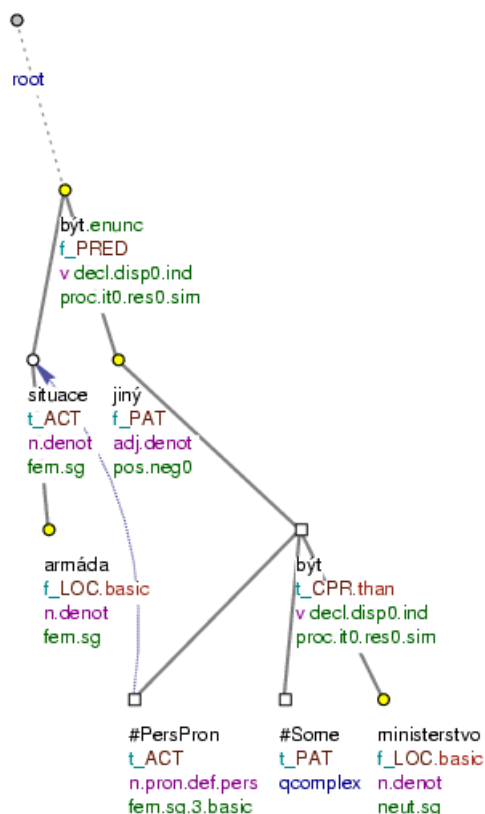 root
být.enunc
f_PRED
v decl.disp0.ind
proc.it0.res0.sim
situace
t_ACT
n.denot
fem.sg
jiný
f_PAT
adj.denot
pos.neg0
armáda
f_LOC.basic
n.denot
fem.sg
být
t_CPR.than
v decl.disp0.ind
proc.it0.res0.sim
#PersPron
t_ACT
n.pron.def.pers
fem.sg.3.basic
#Some
t_PAT
qcomplex
ministerstvo
f_LOC.basic
n.denot
neut.sg